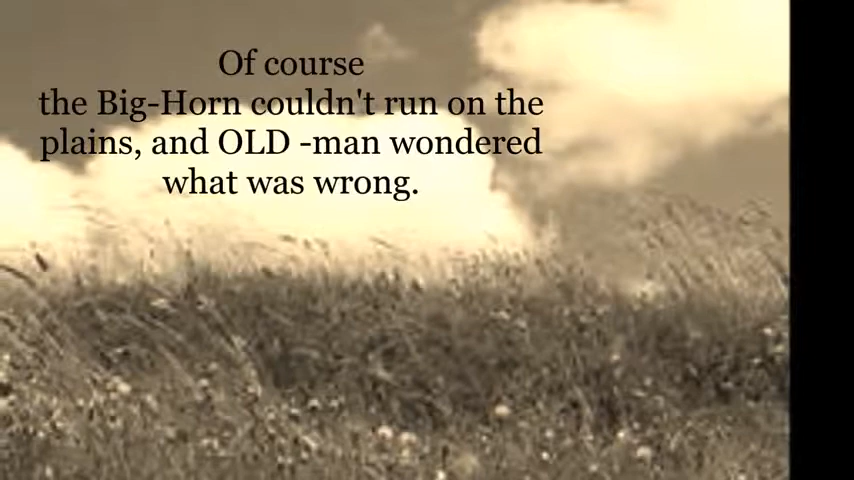 Of course
the Big-Horn couldn't run on the
plains, and OLD -man wondered
what was wrong.